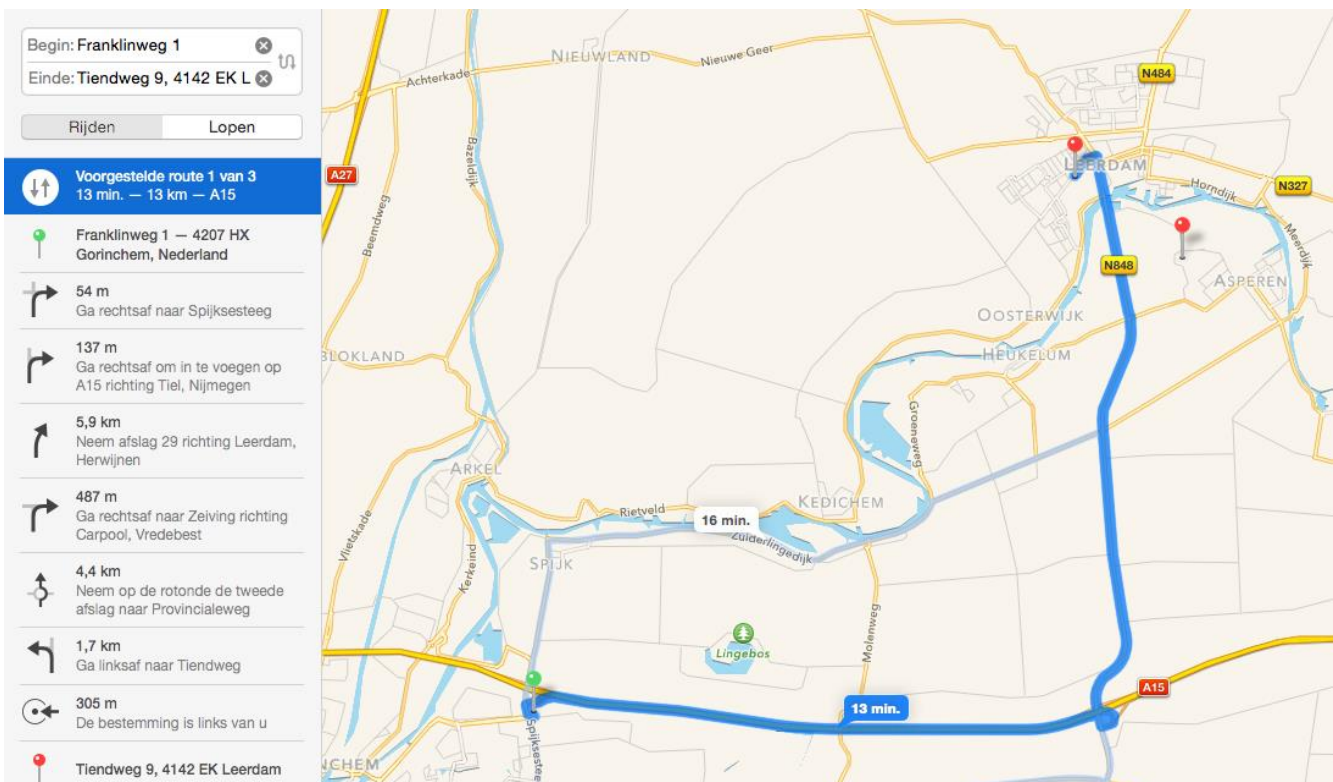 Begin: Franklinweg 1
Einde: Tiendweg 9, 4142 EK L
Rijden
Lopen
Voorgestelde route 1 van 3
13 min. — 13 km — A15
Franklinweg 1 — 4207 HX
Gorinchem, Nederland
54 m
Ga rechtsaf naar Spijksesteeg
137 m
Ga rechtsaf om in te voegen op
A15 richting Tiel, Nijmegen
5,9 km
Neem afslag 29 richting Leerdam,
Herwijnen
487 m
Ga rechtsaf naar Zeiving richting
Carpool, Vredebest
4,4 km
Neem op de rotonde de tweede
afslag naar Provincialeweg
1,7 km
Ga linksaf naar Tiendweg
305 m
De bestemming is links van u
Tiendweg 9, 4142 EK Leerdam
NIEUWLAND
Nieuwe Geer
Achterkade
N484
Bazeldijk
A27
LEERDAM
Horndijk
N327
Beemdweg
Meerdijk
N848
ASPEREN
OOSTERWIJK
BLOKLAND
HEUKELUM
Groeneweg
ARKEL
KEDICHEM
Rietveld
16 min.
Zuiderlingedijk
Vlietskade
SPIJK
Kerkeind
Molenweg
Lingebos
A15
13 min.
Spijksestee
NCHEM